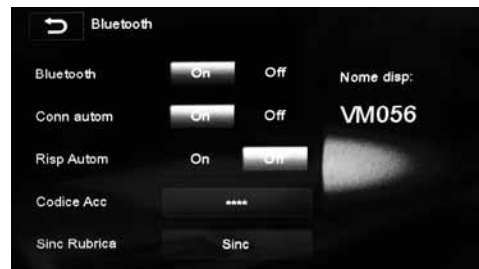 Bluetooth
Bluetooth On Off
Nome disp:
Conn autom On Off
VM056
Risp Autom On Off
Codice Acc ****
Sinc Rubrica Sinc